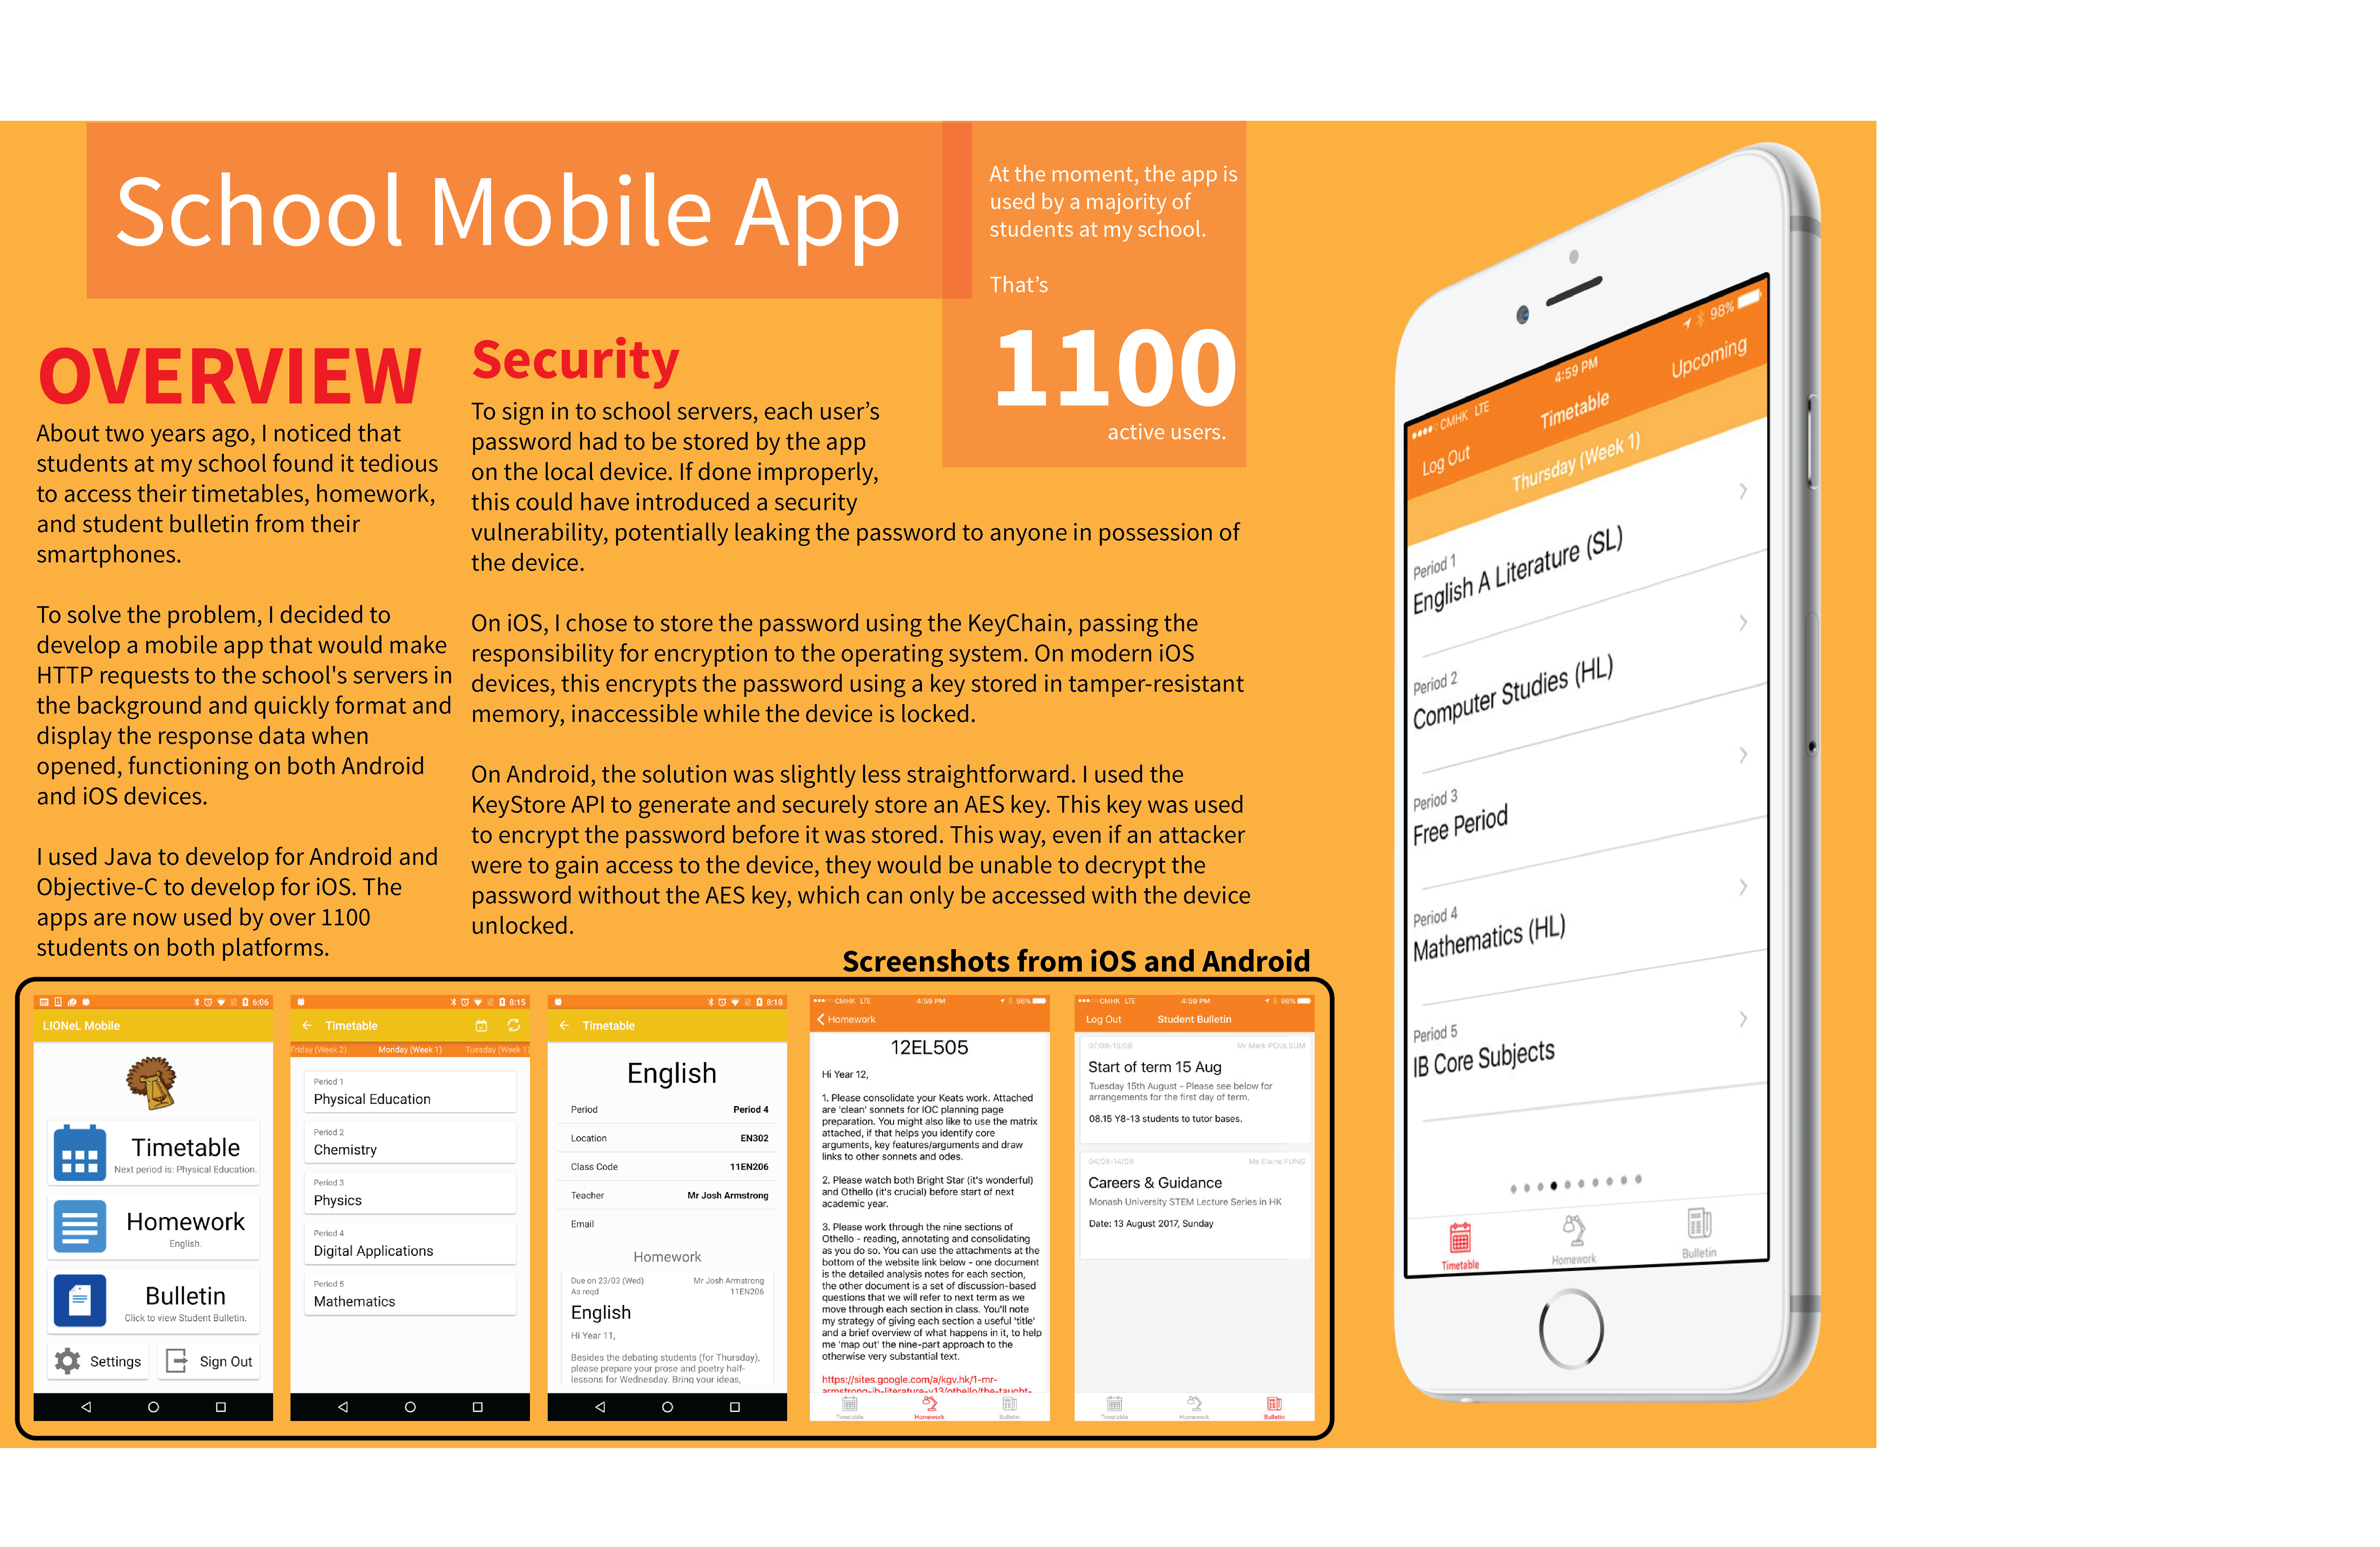 School Mobile App
At the moment, the app is
used by a majority of
students at my school.
That's
1100
active users.
OVERVIEW
About two years ago, I noticed that
students at my school found it tedious
to access their timetables, homework,
and student bulletin from their
smartphones.
To solve the problem, I decided to
develop a mobile app that would make
HTTP requests to the school's servers in
the background and quickly format and
display the response data when
opened, functioning on both Android
and iOS devices.
I used Java to develop for Android and
Objective-C to develop for iOS. The
apps are now used by over 1100
students on both platforms.
Security
To sign in to school servers, each user's
password had to be stored by the app
on the local device. If done improperly,
this could have introduced a security
vulnerability, potentially leaking the password to anyone in possession of
the device.
On iOS, I chose to store the password using the KeyChain, passing the
responsibility for encryption to the operating system. On modern iOS
devices, this encrypts the password using a key stored in tamper-resistant
memory, inaccessible while the device is locked.
On Android, the solution was slightly less straightforward. I used the
KeyStore API to generate and securely store an AES key. This key was used
to encrypt the password before it was stored. This way, even if an attacker
were to gain access to the device, they would be unable to decrypt the
password without the AES key, which can only be accessed with the device
unlocked.
Screenshots from iOS and Android
6:06
LIONeL Mobile
Timetable
Next period is: Physical Education.
Homework
English.
Bulletin
Click to view Student Bulletin.
Settings Sign Out
8:15
Timetable
Friday (Week 2) Monday (Week 1) Tuesday (Week 1)
Period 1
Physical Education
Period 2
Chemistry
Period 3
Physics
Period 4
Digital Applications
Period 5
Mathematics
8:18
Timetable
English
Period Period 4
Location EN302
Class Code 11EN206
Teacher Mr Josh Armstrong
Email
Homework
Due on 23/03 (Wed) Mr Josh Armstrong
As reqd 11EN206
English
Hi Year 11,
Besides the debating students (for Thursday),
please prepare your prose and poetry half-
lessons for Wednesday. Bring your ideas,
CMHK LTE 4:59 PM 98%
Homework
12EL505
Hi Year 12,
1. Please consolidate your Keats work. Attached
are 'clean' sonnets for IOC planning page
preparation. You might also like to use the matrix
attached, if that helps you identify core
arguments, key features/arguments and draw
links to other sonnets and odes.
2. Please watch both Bright Star (it's wonderful)
and Othello (it's crucial) before start of next
academic year.
3. Please work through the nine sections of
Othello - reading, annotating and consolidating
as you do so. You can use the attachments at the
bottom of the website link below - one document
is the detailed analysis notes for each section,
the other document is a set of discussion-based
questions that we will refer to next term as we
move through each section in class. You'll note
my strategy of giving each section a useful 'title'
and a brief overview of what happens in it, to help
me 'map out' the nine-part approach to the
otherwise very substantial text.
https://sites.google.com/a/kgv.hk/1-mr-
armstrong-ib-literature-y13/othello/the-taught-
Timetable Homework Bulletin
CMHK LTE 4:59 PM 98%
Log Out Student Bulletin
07/08-15/08 Mr Mark POULSUM
Start of term 15 Aug
Tuesday 15th August - Please see below for
arrangements for the first day of term.
08.15 Y8-13 students to tutor bases.
04/08-14/08 Ms Elaine FUNG
Careers & Guidance
Monash University STEM Lecture Series in HK
Date: 13 August 2017, Sunday
Timetable Homework Bulletin
CMHK LTE 4:59 PM 98%
Log Out Timetable Upcoming
Thursday (Week 1)
Period 1
English A Literature (SL)
Period 2
Computer Studies (HL)
Period 3
Free Period
Period 4
Mathematics (HL)
Period 5
IB Core Subjects
Timetable Homework Bulletin